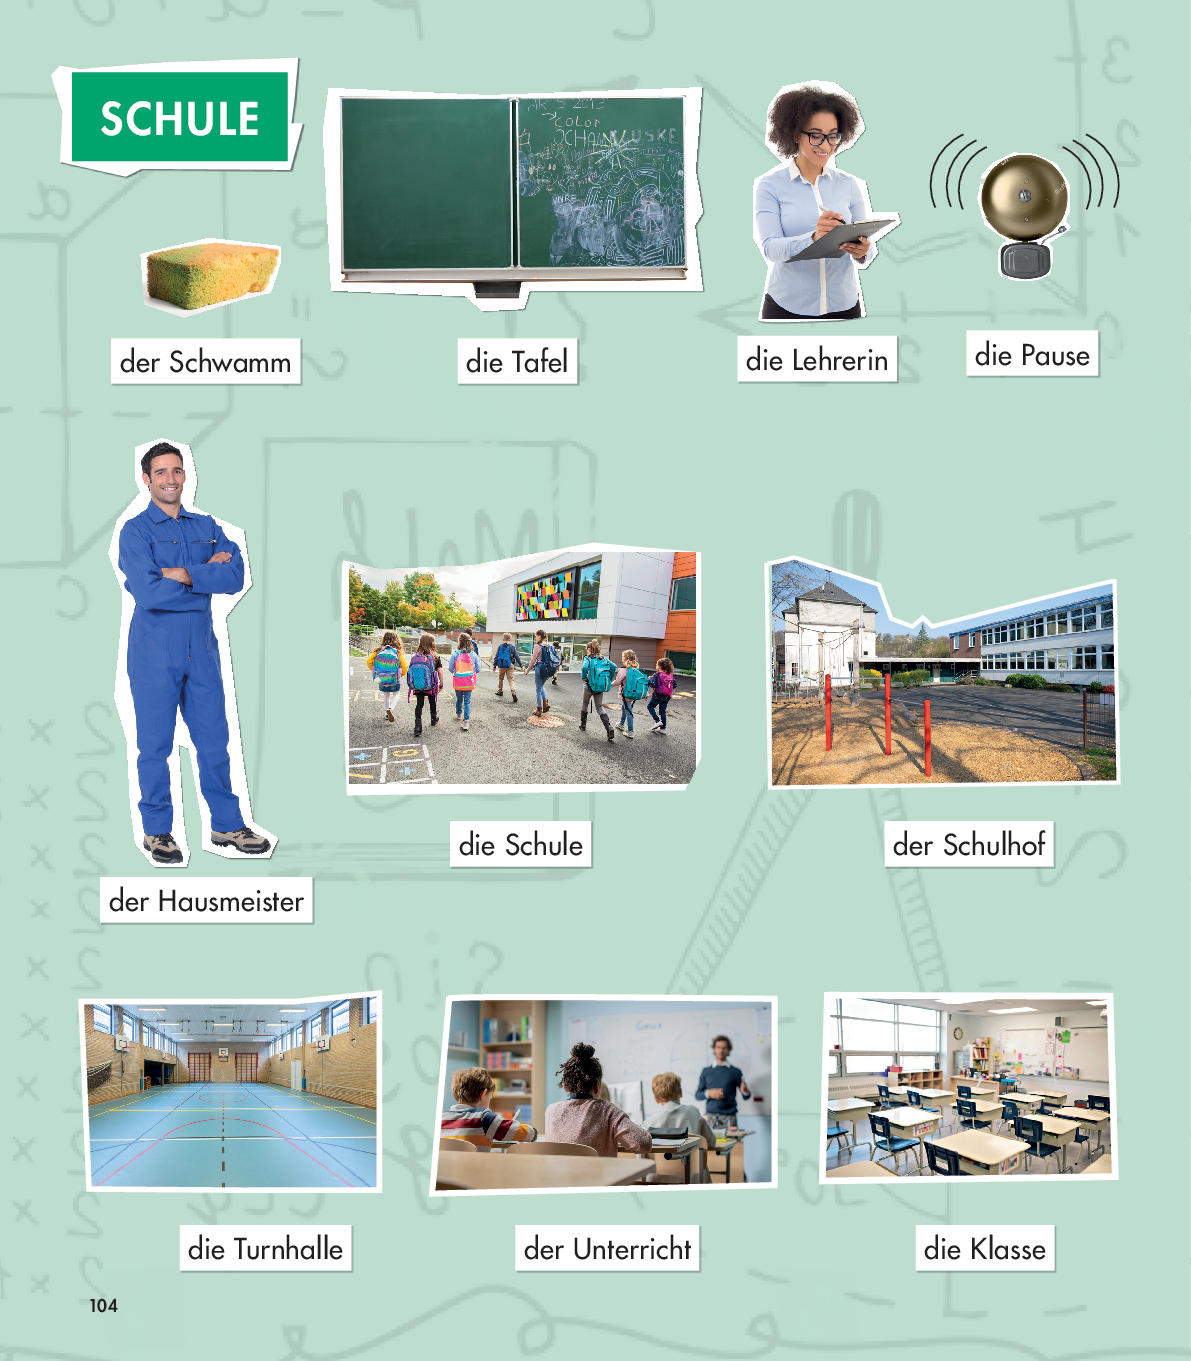 SCHULE
der Schwamm
die Tafel
die Lehrerin
die Pause
der Hausmeister
die Schule
der Schulhof
die Turnhalle
der Unterricht
die Klasse
104